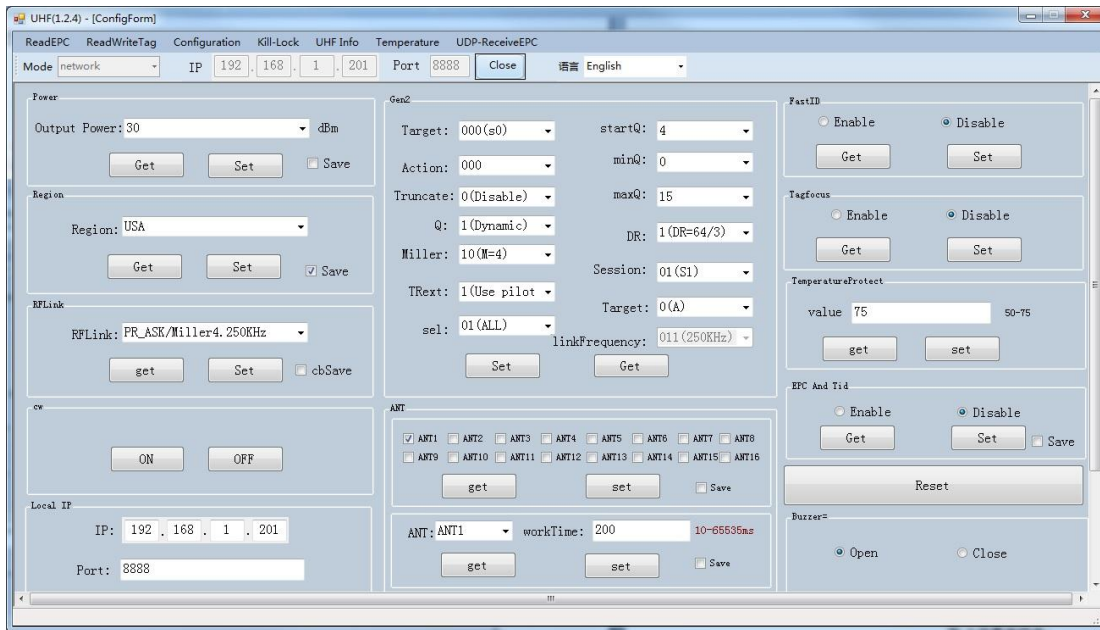 UHF(1.2.4) - [ConfigForm]
ReadEPC ReadWriteTag Configuration Kill-Lock UHF Info Temperature UDP-ReceiveEPC
Mode network IP 192 . 168 . 1 . 201 Port 8888 Close 语言 English
Power
Output Power: 30 dBm
Get Set Save
Region
Region: USA
Get Set Save
RFLink
RFLink: PR_ASK/Miller4.250KHz
get Set cbSave
cw
ON OFF
Local IP
IP: 192 . 168 . 1 . 201
Port: 8888
Gen2
Target: 000(s0) startQ: 4
Action: 000 minQ: 0
Truncate: 0(Disable) maxQ: 15
Q: 1(Dynamic) DR: 1(DR=64/3)
Miller: 10(M=4) Session: 01(S1)
TRext: 1(Use pilot Target: 0(A)
sel: 01(ALL) linkFrequency: 011(250KHz)
Set Get
ANT
ANT1 ANT2 ANT3 ANT4 ANT5 ANT6 ANT7 ANT8
ANT9 ANT10 ANT11 ANT12 ANT13 ANT14 ANT15 ANT16
get set Save
ANT: ANT1 workTime: 200 10-65535ms
get set Save
FastID
Enable Disable
Get Set
Tagfocus
Enable Disable
Get Set
TemperatureProtect
value 75 50-75
get set
EPC And Tid
Enable Disable
Get Set Save
Reset
Buzzer=
Open Close